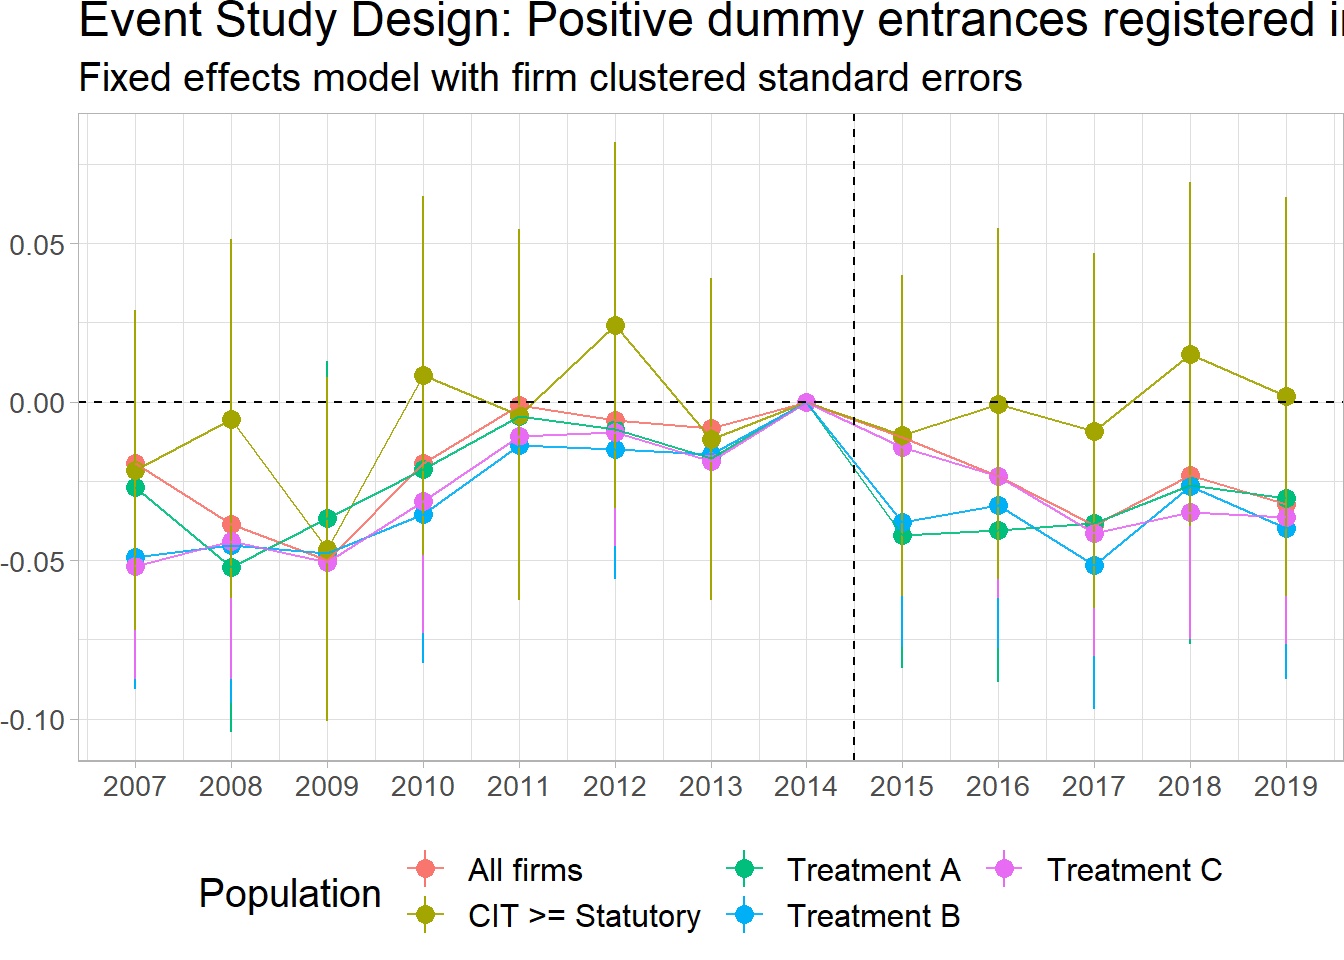 Event Study Design: Positive dummy entrances registered
Fixed effects model with firm clustered standard errors
0.05
0.00
-0.05
-0.10
2007 2008 2009 2010 2011 2012 2013 2014 2015 2016 2017 2018 2019
Population
All firms
CIT >= Statutory
Treatment A
Treatment B
Treatment C